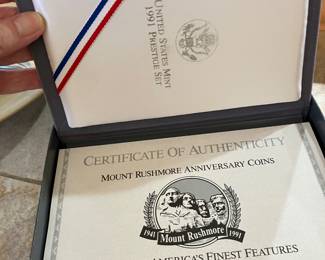 UNITED STATES MINT
1991 PRESTIGE SET
CERTIFICATE OF AUTHENTICITY
MOUNT RUSHMORE ANNIVERSARY COINS
1941 Mount Rushmore 1991
AMERICA'S FINEST FEATURES